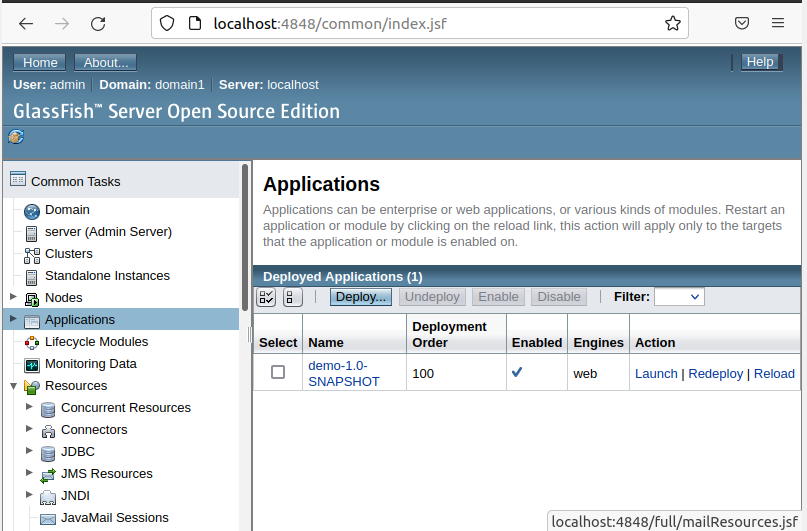 localhost:4848/common/index.jsf
Home About... Help
User: admin Domain: domain1 Server: localhost
GlassFish™ Server Open Source Edition
Common Tasks
Domain
server (Admin Server)
Clusters
Standalone Instances
Nodes
Applications
Lifecycle Modules
Monitoring Data
Resources
Concurrent Resources
Connectors
JDBC
JMS Resources
JNDI
JavaMail Sessions
Applications
Applications can be enterprise or web applications, or various kinds of modules. Restart an
application or module by clicking on the reload link, this action will apply only to the targets
that the application or module is enabled on.
Deployed Applications (1)
Deploy... Undeploy Enable Disable Filter:
Select Name Deployment Order Enabled Engines Action
demo-1.0-
SNAPSHOT 100 web Launch | Redeploy | Reload
localhost:4848/full/mailResources.jsf